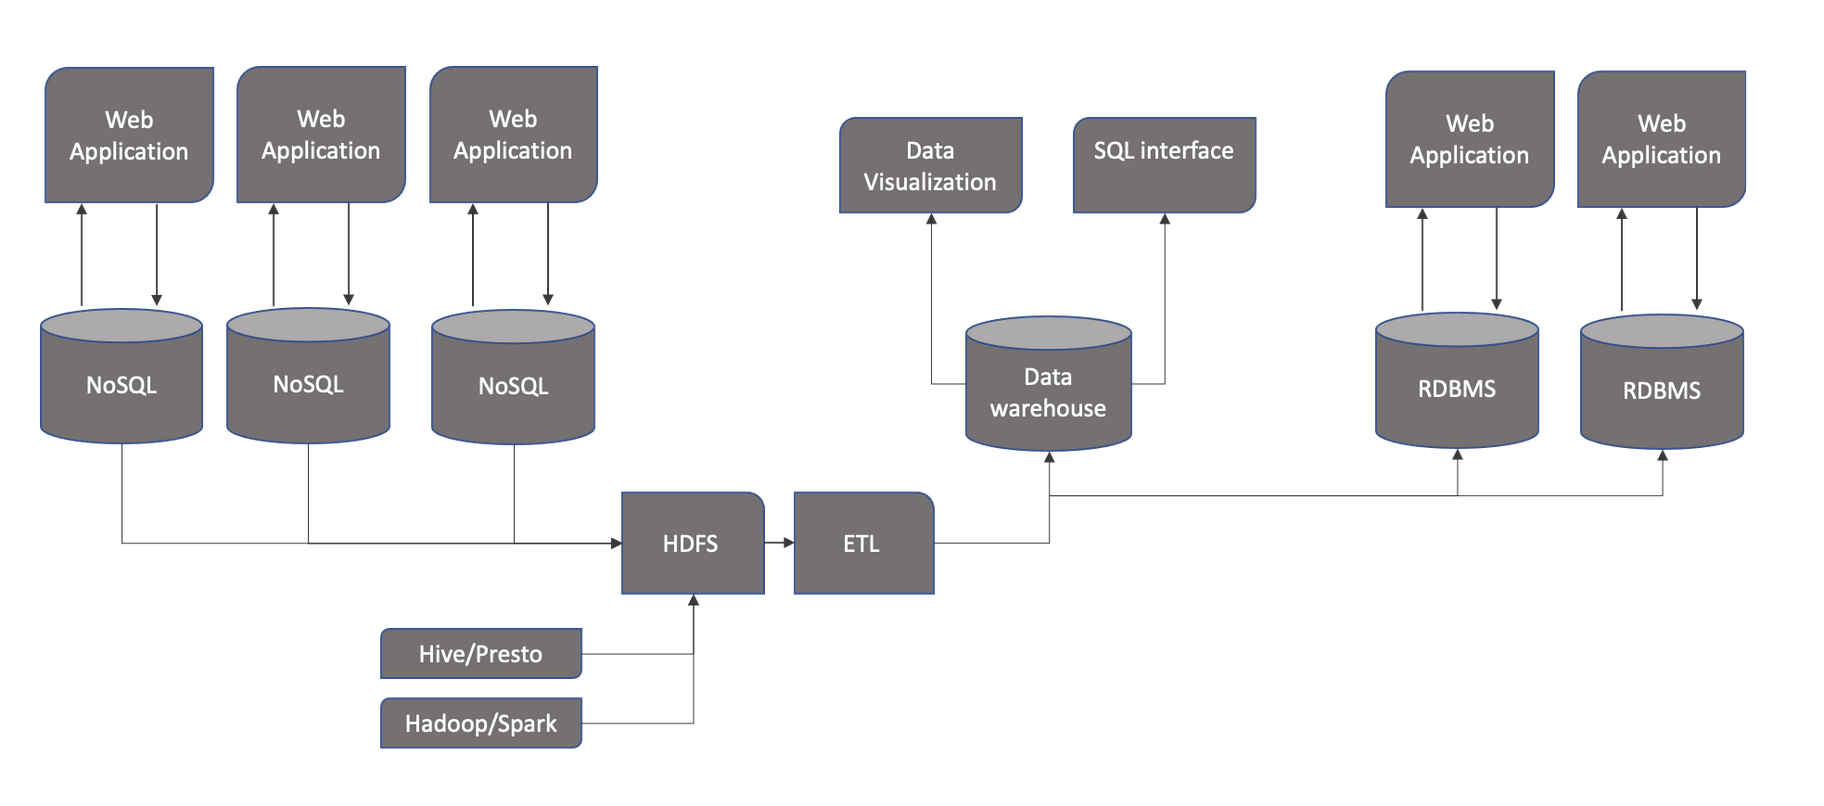 Web
Application
Web
Application
Web
Application
Data
Visualization
SQL interface
Web
Application
Web
Application
NoSQL
NoSQL
NoSQL
Data
warehouse
RDBMS
RDBMS
HDFS
ETL
Hive/Presto
Hadoop/Spark